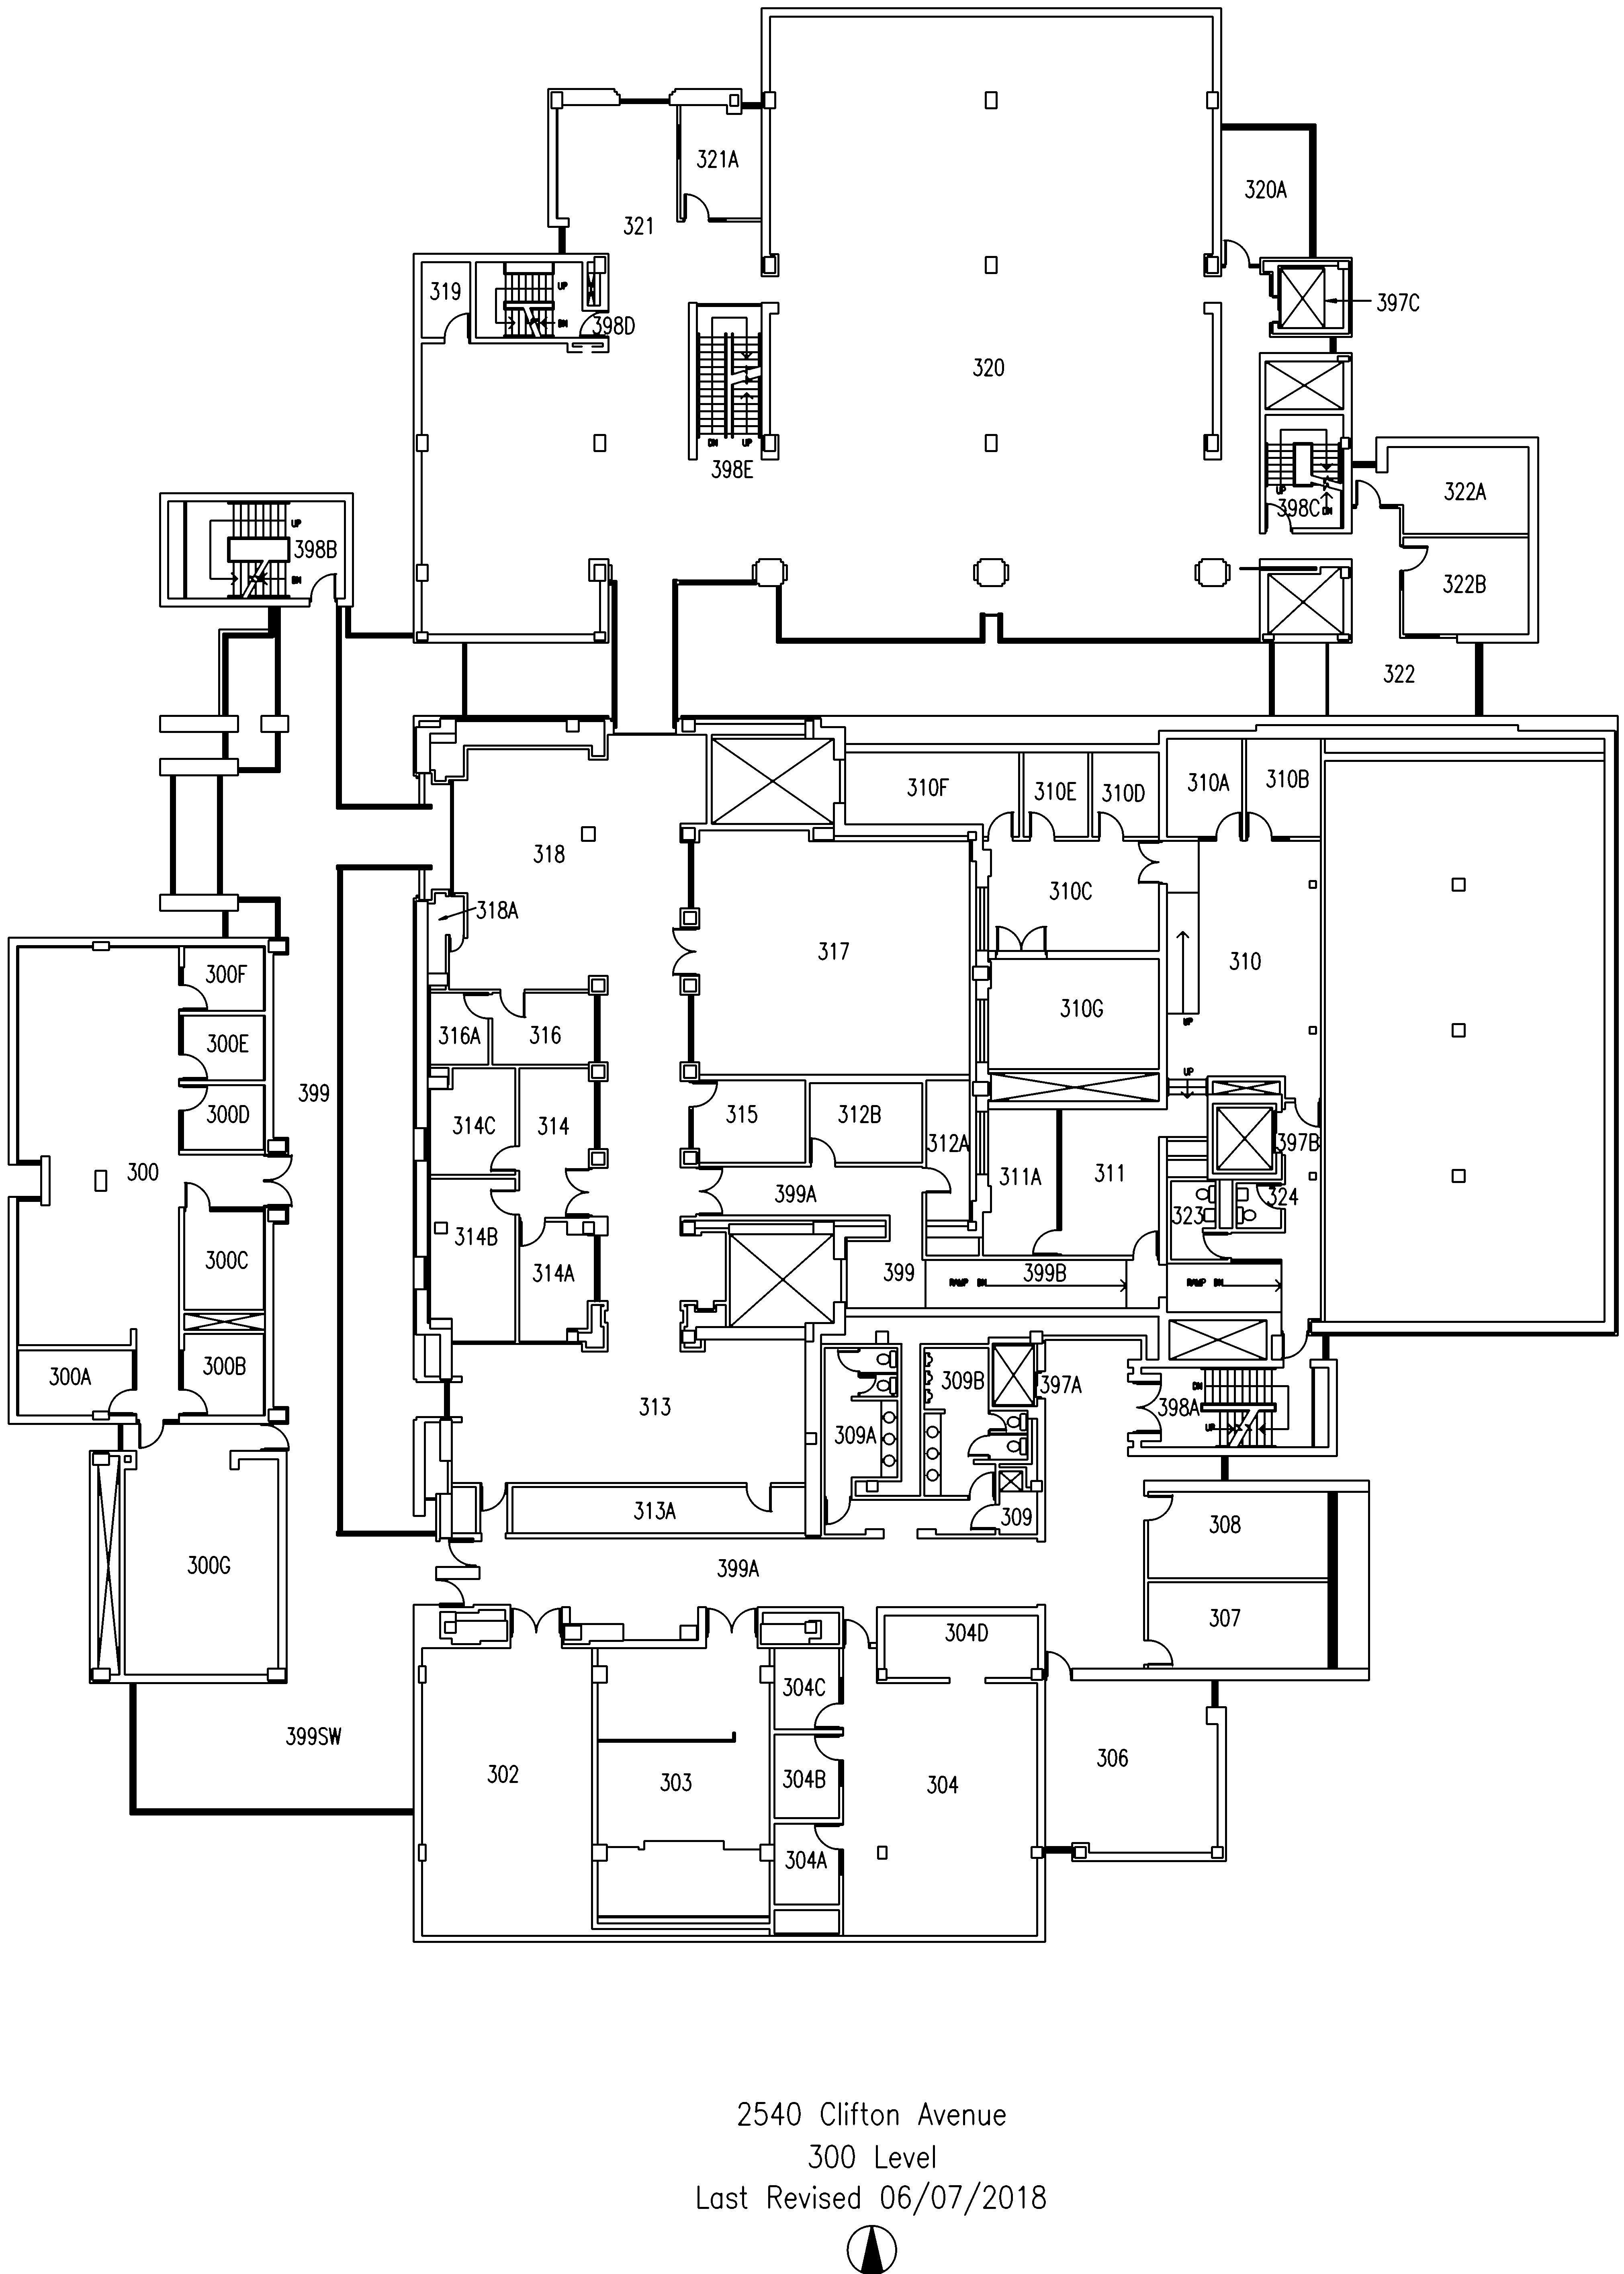 321A
320A
321
319
UP
DN
398D
397C
320
DN
UP
398E
UP
398C
DN
322A
UP
398B
DN
322B
322
310F
310E
310D
310A
310B
318
310C
318A
317
310
300F
310G
316A
316
UP
300E
UP
399
300D
314C
314
315
312B
312A
397B
300
311A
311
399A
324
323
314B
300C
314A
399
RAMP DN
399B
RAMP DN
300B
300A
309B
397A
DN
398A
UP
313
309A
313A
309
308
300G
399A
307
304D
304C
399SW
306
302
303
304B
304
304A
2540 Clifton Avenue
300 Level
Last Revised 06/07/2018